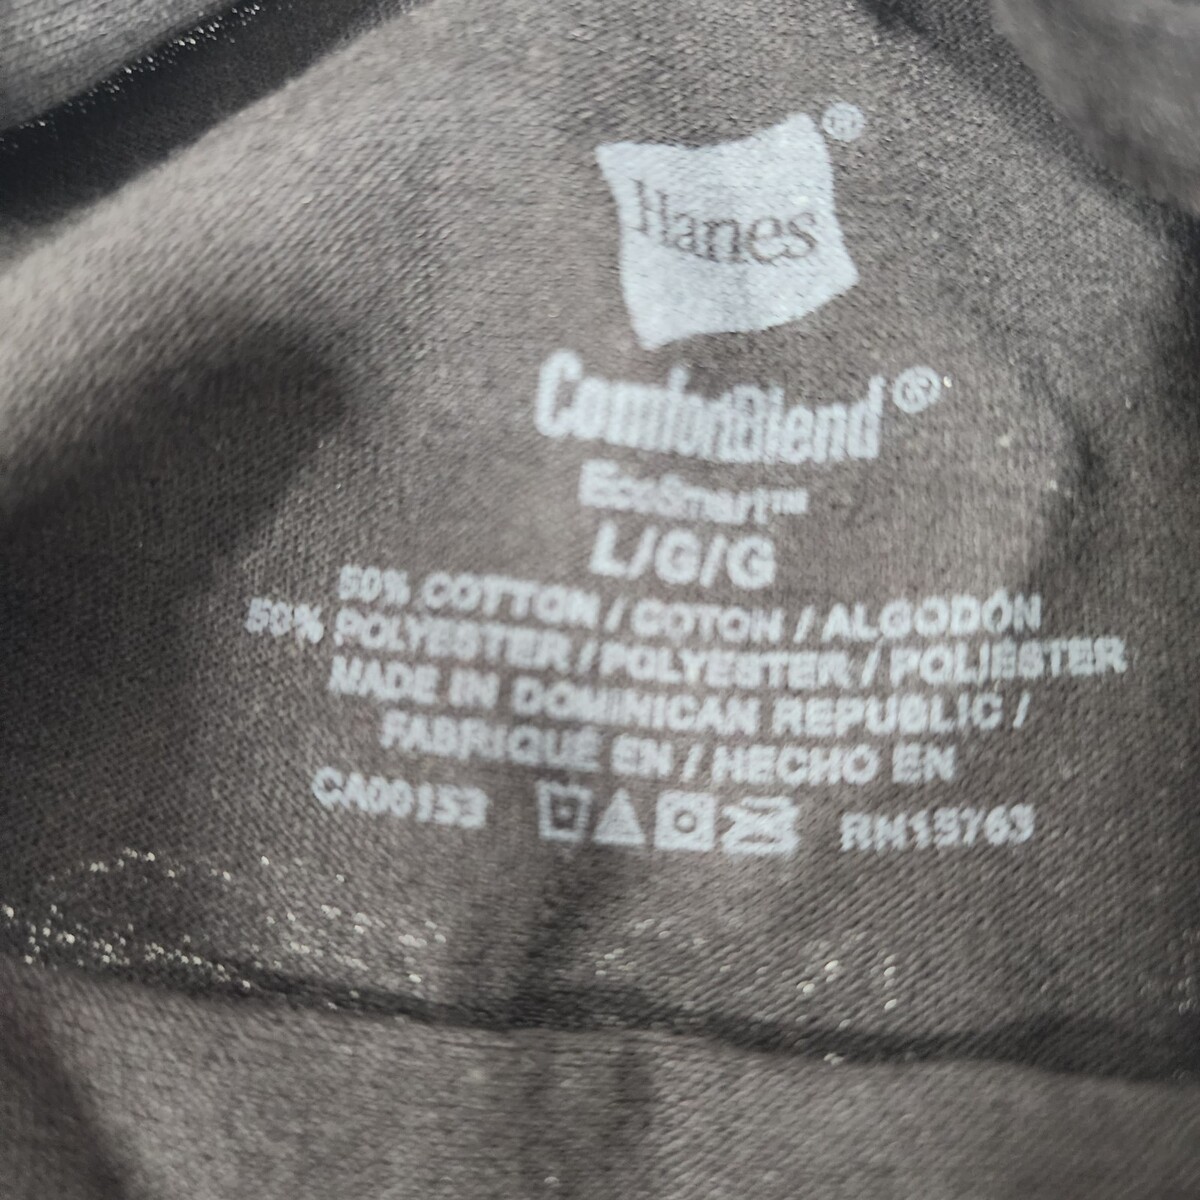 Hanes®
ComfortBlend®
EcoSmart™
L/G/G
50% COTTON / COTON / ALGODÓN
50% POLYESTER / POLYESTER / POLIÉSTER
MADE IN DOMINICAN REPUBLIC /
FABRIQUÉ EN / HECHO EN
CA00153 RN15763